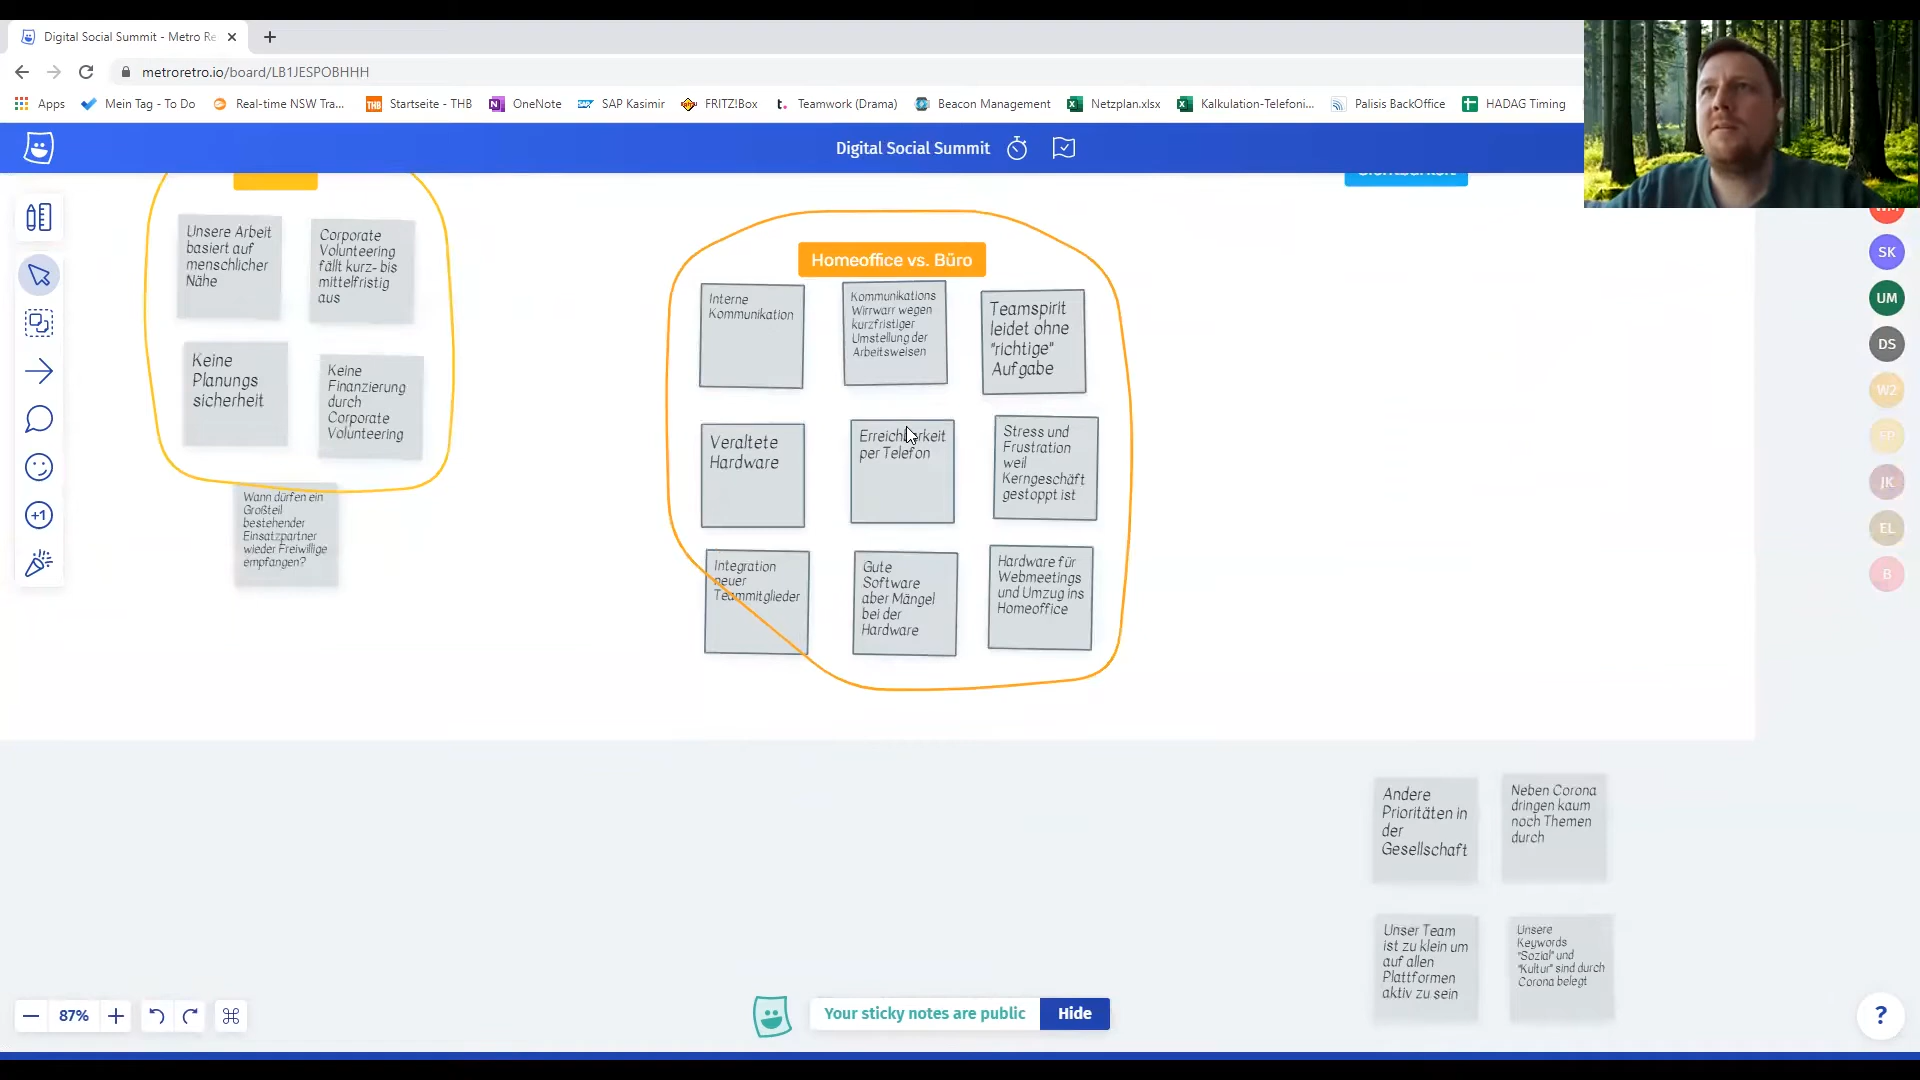 Digital Social Summit - Metro Re
metroretro.io/board/LB1JESPOBHHH
Apps
Mein Tag - To Do
Real-time NSW Tra...
THB
Startseite - THB
OneNote
SAP Kasimir
FRITZ!Box
Teamwork (Drama)
Beacon Management
Netzplan.xlsx
Kalkulation-Telefoni...
Palisis BackOffice
HADAG Timing
Digital Social Summit
Unsere Arbeit
basiert auf
menschlicher
Nähe
Corporate
Volunteering
fällt kurz- bis
mittelfristig
aus
Keine
Planungs
sicherheit
Keine
Finanzierung
durch
Corporate
Volunteering
Wann dürfen ein
Großteil
bestehender
Einsatzpartner
wieder Freiwillige
empfangen?
Homeoffice vs. Büro
Interne
Kommunikation
Kommunikations
Wirrwarr wegen
kurzfristiger
Umstellung der
Arbeitsweisen
Teamspirit
leidet ohne
"richtige"
Aufgabe
Veraltete
Hardware
Erreichbarkeit
per Telefon
Stress und
Frustration
weil
Kerngeschäft
gestoppt ist
Integration
neuer
Teammitglieder
Gute
Software
aber Mängel
bei der
Hardware
Hardware für
Webmeetings
und Umzug ins
Homeoffice
SK
UM
DS
W2
SP
JK
EL
B
+1
Andere
Prioritäten in
der
Gesellschaft
Neben Corona
dringen kaum
noch Themen
durch
Unser Team
ist zu klein um
auf allen
Plattformen
aktiv zu sein
Unsere
Keywords
"Sozial" und
"Kultur" sind durch
Corona belegt
87%
Your sticky notes are public
Hide
?